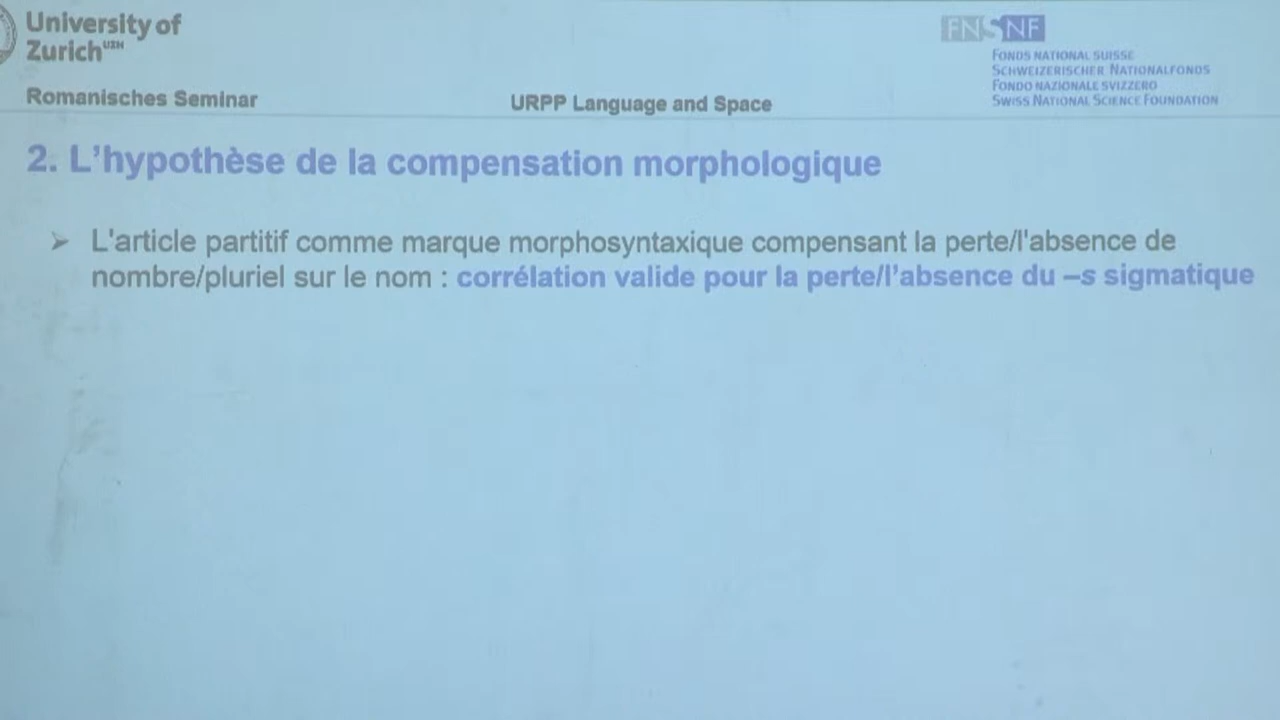 University of
Zurich UZH
FNSNF
FONDS NATIONAL SUISSE
SCHWEIZERISCHER NATIONALFONDS
FONDO NAZIONALE SVIZZERO
SWISS NATIONAL SCIENCE FOUNDATION
Romanisches Seminar
URPP Language and Space
2. L'hypothèse de la compensation morphologique
➢ L'article partitif comme marque morphosyntaxique compensant la perte/l'absence de
nombre/pluriel sur le nom : corrélation valide pour la perte/l'absence du –s sigmatique